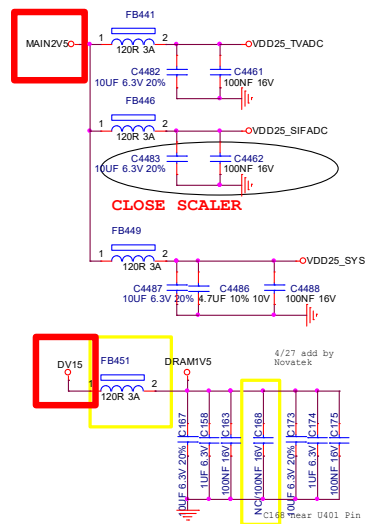 FB441
MAIN2V5
1
2
VDD25_TVADC
120R 3A
C4482
C4461
10UF 6.3V 20%
100NF 16V
FB446
1
2
VDD25_SIFADC
120R 3A
C4483
C4462
10UF 6.3V 20%
100NF 16V
CLOSE SCALER
FB449
1
2
VDD25_SYS
120R 3A
C4487
C4486
C4488
10UF 6.3V 20%
4.7UF 10% 10V
100NF 16V
4/27 add by
Novatek
DV15
FB451
DRAM1V5
1
2
120R 3A
C167
10UF 6.3V 20%
C158
1UF 6.3V
C163
100NF 16V
C168
NC/100NF 16V
C173
10UF 6.3V 20%
C174
1UF 6.3V
C175
100NF 16V
C168 near U401 Pin